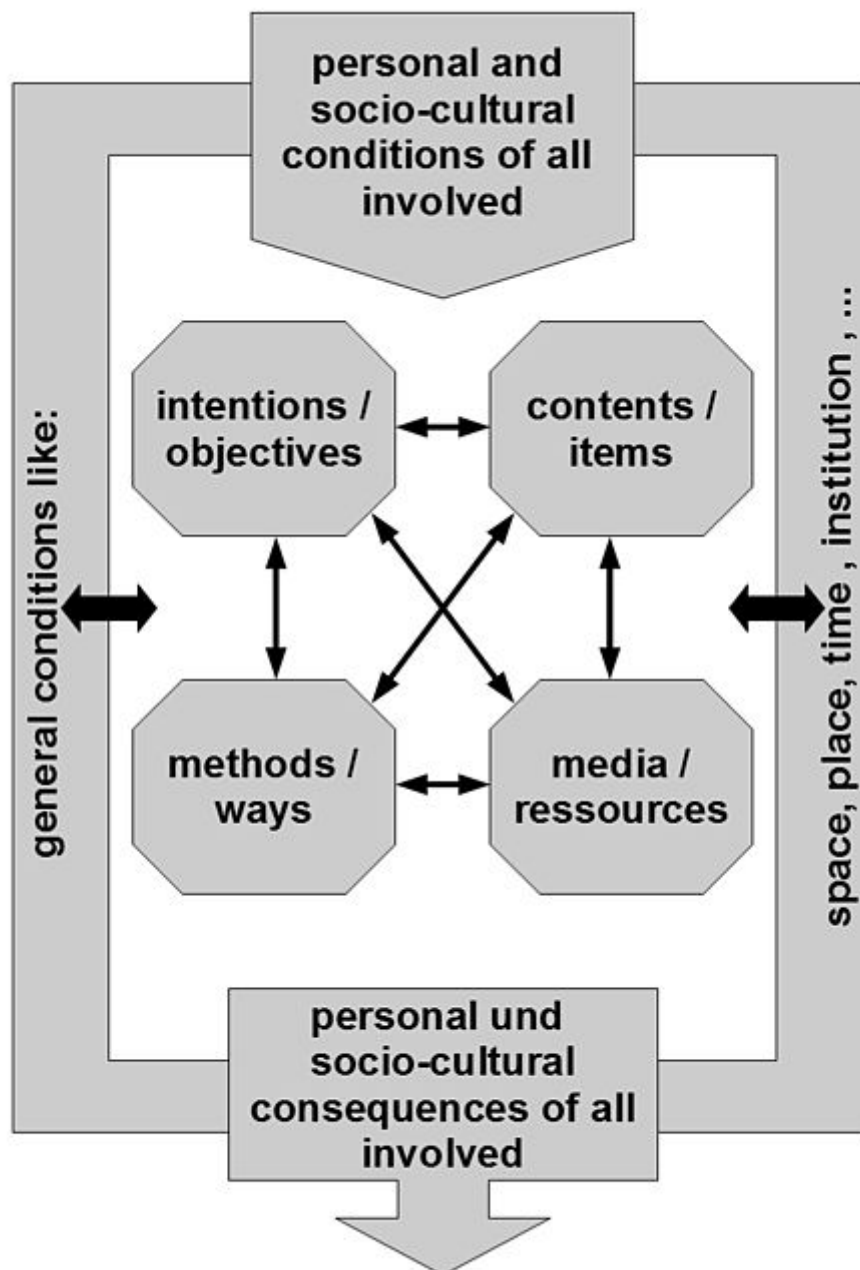 personal and
socio-cultural
conditions of all
involved
general conditions like:
space, place, time , institution , ...
intentions /
objectives
contents /
items
methods /
ways
media /
ressources
personal und
socio-cultural
consequences of all
involved